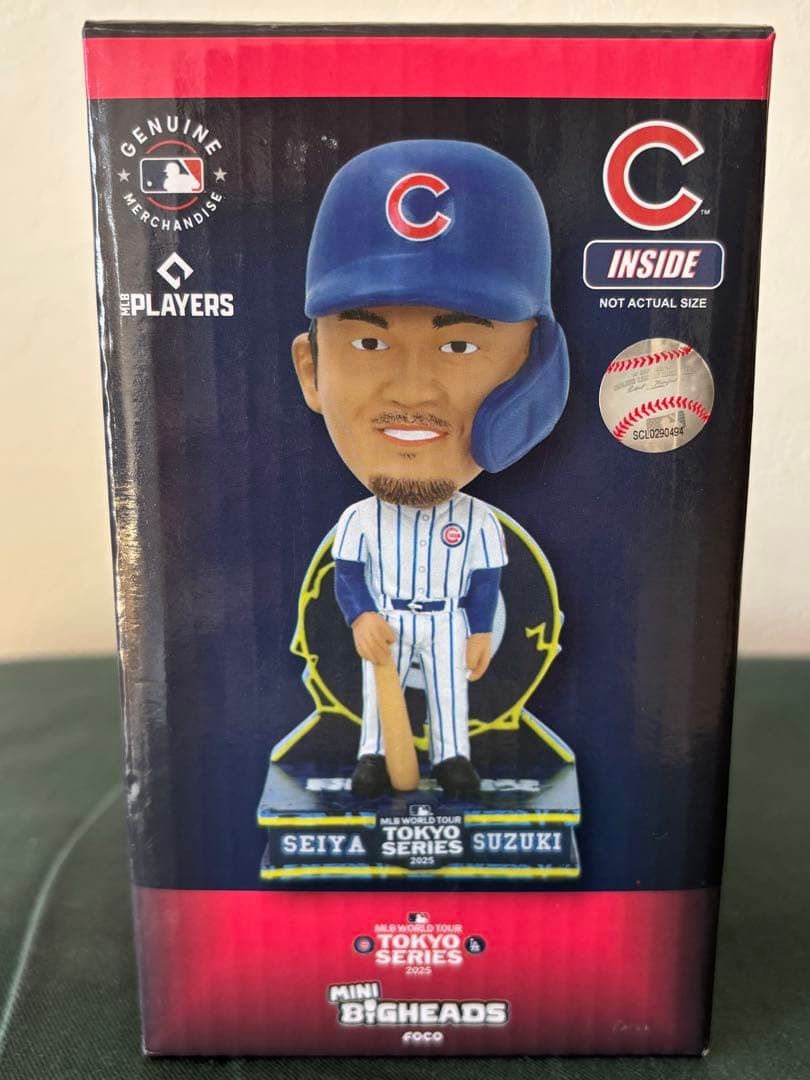 GENUINE
MERCHANDISE
MLB PLAYERS
C
C
™
INSIDE
NOT ACTUAL SIZE
SCL0290494
C
MLB WORLD TOUR
SEIYA TOKYO SERIES SUZUKI
2025
MLB WORLD TOUR
TOKYO
SERIES
2025
MINI
BIGHEADS
FOCO